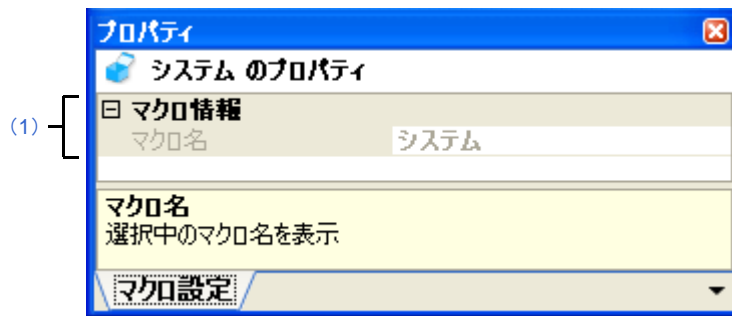 プロパティ
システム のプロパティ
(1)
マクロ情報
マクロ名 システム
マクロ名
選択中のマクロ名を表示
マクロ設定